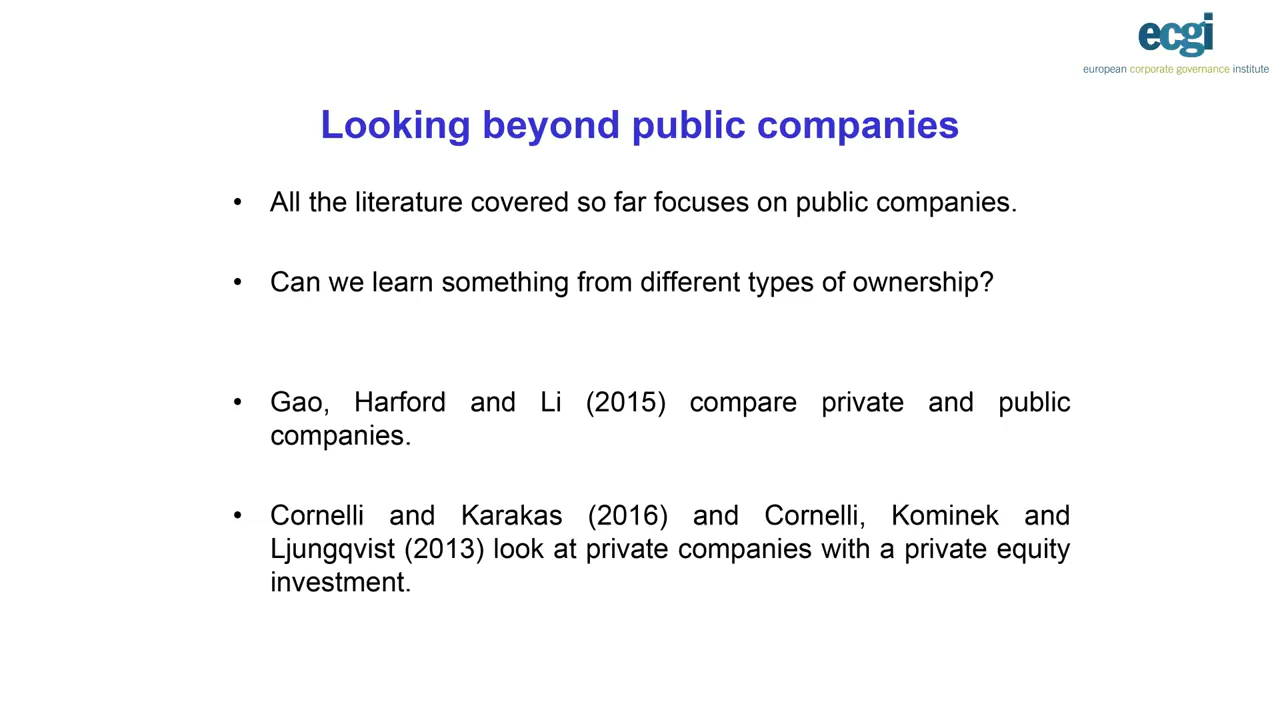 ecgi
european corporate governance institute
Looking beyond public companies
• All the literature covered so far focuses on public companies.
• Can we learn something from different types of ownership?
• Gao, Harford and Li (2015) compare private and public
companies.
• Cornelli and Karakas (2016) and Cornelli, Kominek and
Ljungqvist (2013) look at private companies with a private equity
investment.